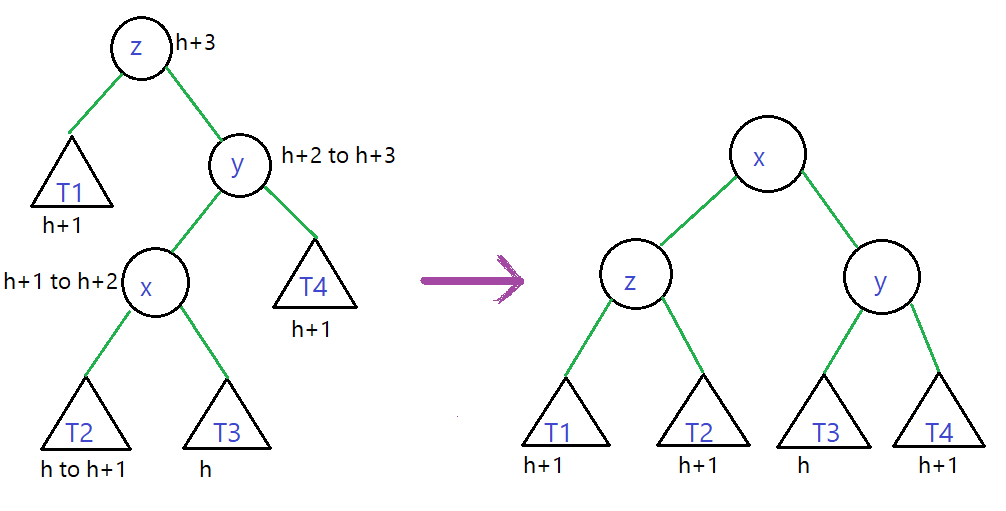 z h+3
y h+2 to h+3
T1
h+1
h+1 to h+2 x
T4
h+1
T2 T3
h to h+1 h
x
z y
T1 T2 T3 T4
h+1 h+1 h h+1